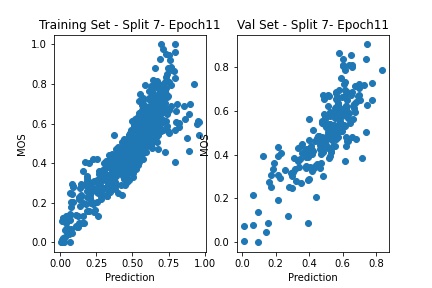 Training Set - Split 7- Epoch11
Val Set - Split 7- Epoch11
MOS
1.0
0.8
0.6
0.4
0.2
0.0
0.00 0.25 0.50 0.75 1.00
Prediction
MOS
0.8
0.6
0.4
0.2
0.0
0.0 0.2 0.4 0.6 0.8
Prediction